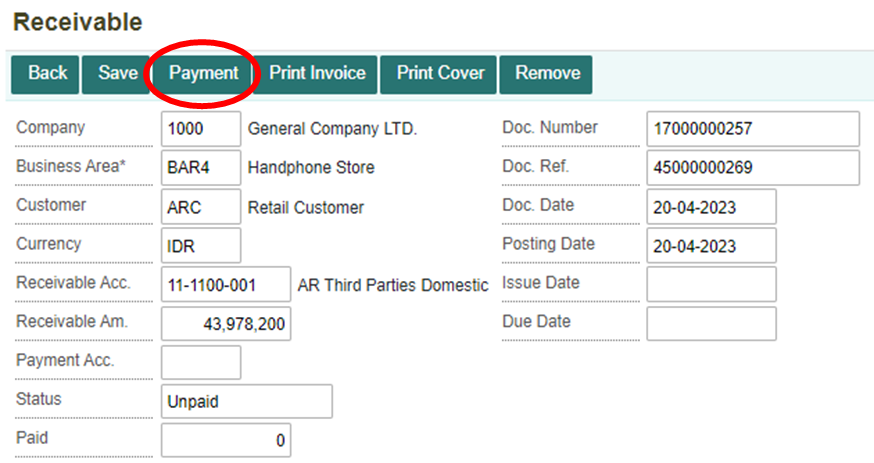 Receivable
Back Save Payment Print Invoice Print Cover Remove
Company 1000 General Company LTD. Doc. Number 17000000257
Business Area* BAR4 Handphone Store Doc. Ref. 45000000269
Customer ARC Retail Customer Doc. Date 20-04-2023
Currency IDR Posting Date 20-04-2023
Receivable Acc. 11-1100-001 AR Third Parties Domestic Issue Date
Receivable Am. 43,978,200 Due Date
Payment Acc.
Status Unpaid
Paid 0